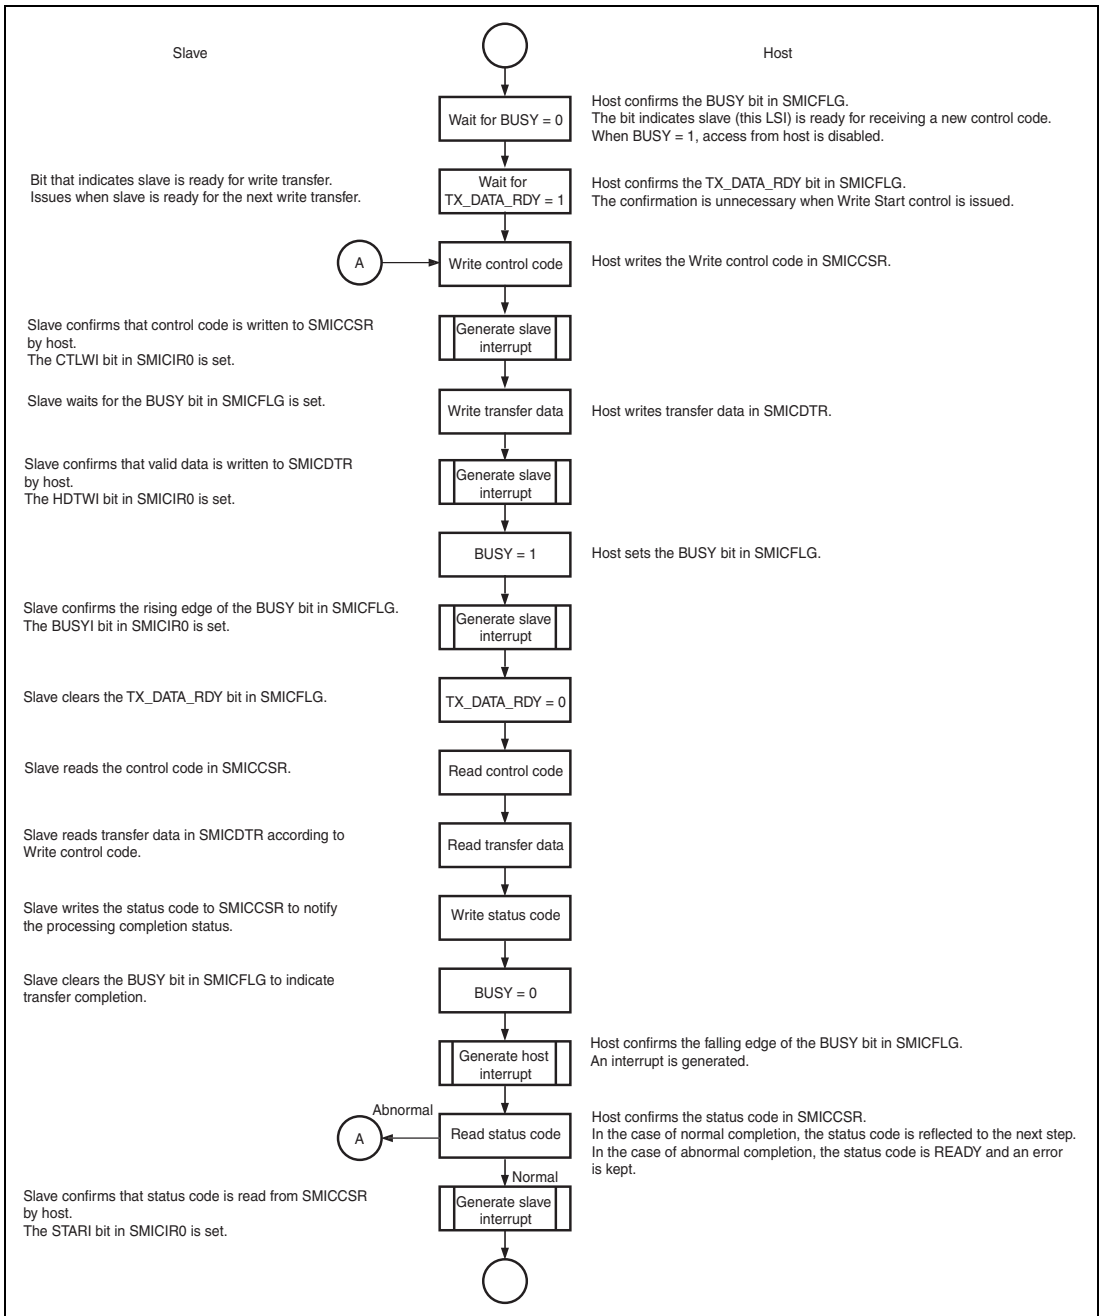 Slave
Host
Wait for BUSY = 0
Host confirms the BUSY bit in SMICFLG.
The bit indicates slave (this LSI) is ready for receiving a new control code.
When BUSY = 1, access from host is disabled.
Bit that indicates slave is ready for write transfer.
Issues when slave is ready for the next write transfer.
Wait for
TX_DATA_RDY = 1
Host confirms the TX_DATA_RDY bit in SMICFLG.
The confirmation is unnecessary when Write Start control is issued.
A
Write control code
Host writes the Write control code in SMICCSR.
Slave confirms that control code is written to SMICCSR
by host.
The CTLWI bit in SMICIR0 is set.
Generate slave
interrupt
Slave waits for the BUSY bit in SMICFLG is set.
Write transfer data
Host writes transfer data in SMICDTR.
Slave confirms that valid data is written to SMICDTR
by host.
The HDTWI bit in SMICIR0 is set.
Generate slave
interrupt
BUSY = 1
Host sets the BUSY bit in SMICFLG.
Slave confirms the rising edge of the BUSY bit in SMICFLG.
The BUSYI bit in SMICIR0 is set.
Generate slave
interrupt
Slave clears the TX_DATA_RDY bit in SMICFLG.
TX_DATA_RDY = 0
Slave reads the control code in SMICCSR.
Read control code
Slave reads transfer data in SMICDTR according to
Write control code.
Read transfer data
Slave writes the status code to SMICCSR to notify
the processing completion status.
Write status code
Slave clears the BUSY bit in SMICFLG to indicate
transfer completion.
BUSY = 0
Generate host
interrupt
Host confirms the falling edge of the BUSY bit in SMICFLG.
An interrupt is generated.
Abnormal
A
Read status code
Host confirms the status code in SMICCSR.
In the case of normal completion, the status code is reflected to the next step.
In the case of abnormal completion, the status code is READY and an error
is kept.
Normal
Slave confirms that status code is read from SMICCSR
by host.
The STARI bit in SMICIR0 is set.
Generate slave
interrupt